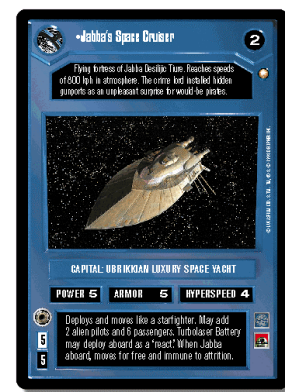 •Jabba's Space Cruiser
2
Flying fortress of Jabba Desilijic Tiure. Reaches speeds
of 800 kph in atmosphere. The crime lord installed hidden
gunports as an unpleasant surprise for would-be pirates.
CAPITAL: UBRIKKIAN LUXURY SPACE YACHT
POWER 5 ARMOR 5 HYPERSPEED 4
Deploys and moves like a starfighter. May add
2 alien pilots and 6 passengers. Turbolaser Battery
may deploy aboard as a 'react.' When Jabba
aboard, moves for free and immune to attrition.
5
5